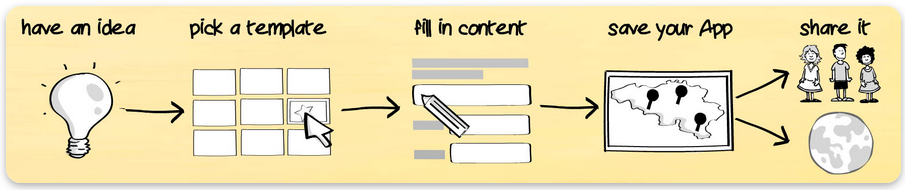 have an idea
pick a template
fill in content
save your App
share it